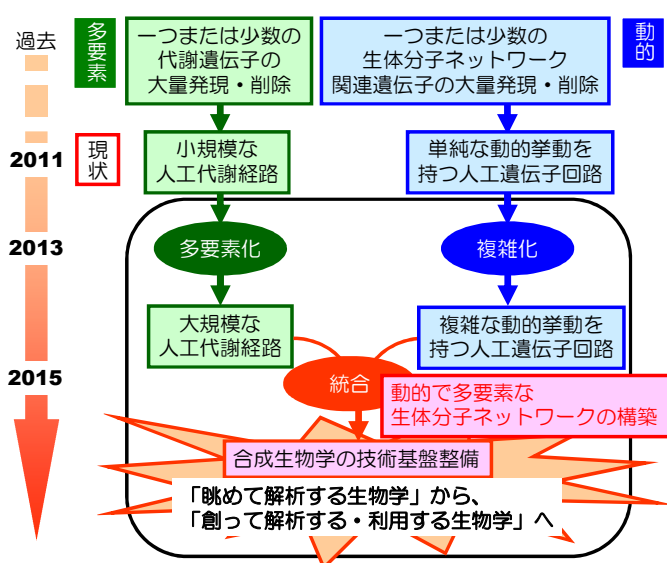 過去
多要素
一つまたは少数の
代謝遺伝子の
大量発現・削除
一つまたは少数の
生体分子ネットワーク
関連遺伝子の大量発現・削除
動的
2011
現状
小規模な
人工代謝経路
単純な動的挙動を
持つ人工遺伝子回路
2013
多要素化
複雑化
大規模な
人工代謝経路
複雑な動的挙動を
持つ人工遺伝子回路
2015
統合
動的で多要素な
生体分子ネットワークの構築
合成生物学の技術基盤整備
「眺めて解析する生物学」から、
「創って解析する・利用する生物学」へ